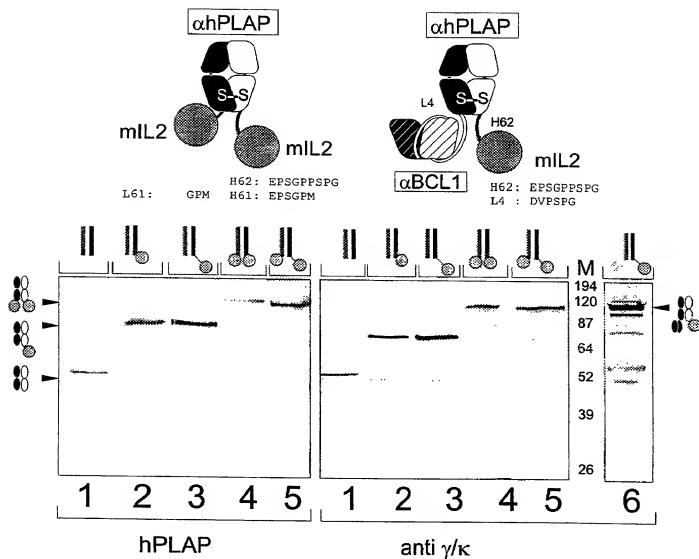 αhPLAP
αhPLAP
S-S
S-S
L4
H62
mIL2
mIL2
mIL2
αBCL1
H62: EPSGPPSPG
L61: GPM H61: EPSGPM
H62: EPSGPPSPG
L4 : DVPSPG
M
194
120
87
64
52
39
26
1 2 3 4 5
1 2 3 4 5
6
hPLAP
anti γ/κ